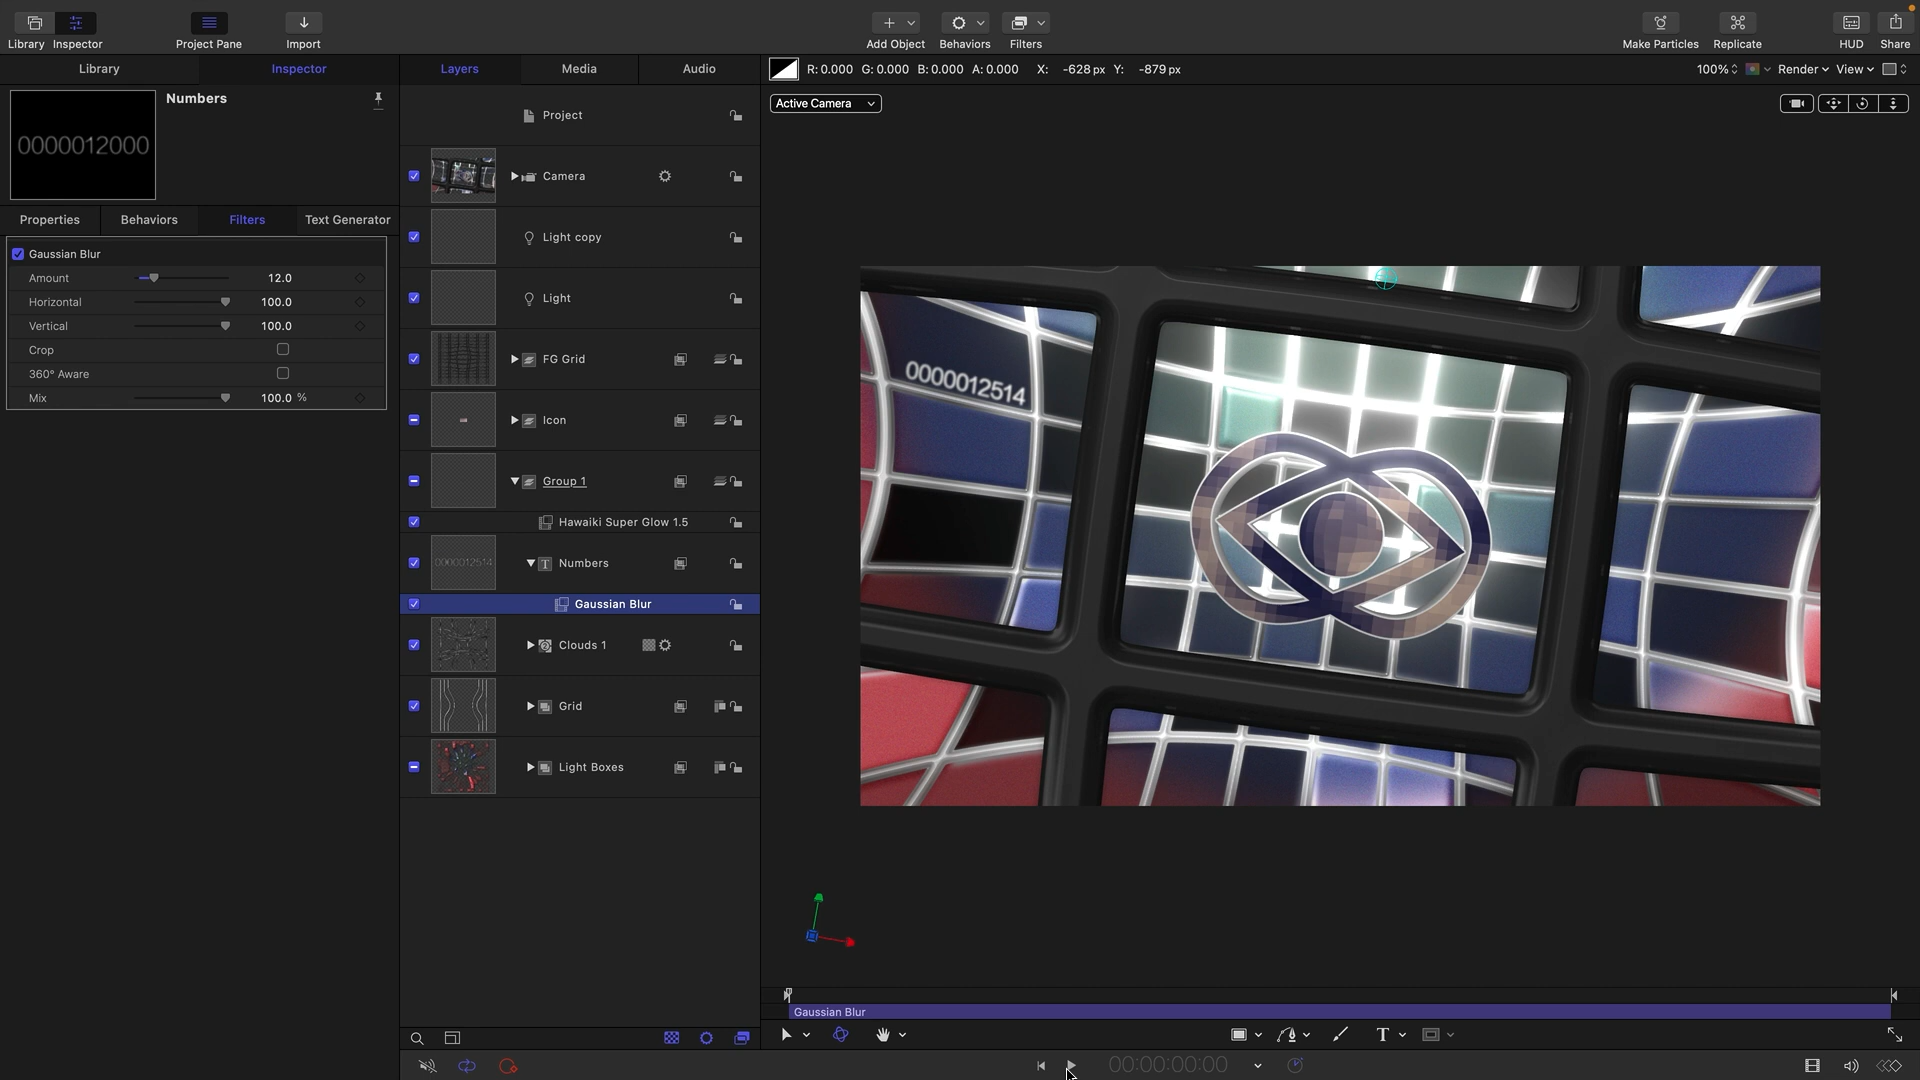 Library
Inspector
Project Pane
Import
Add Object
Behaviors
Filters
Make Particles
Replicate
HUD
Share
Library
Inspector
Layers
Media
Audio
R: 0.000 G: 0.000 B: 0.000 A: 0.000 X: -628 px Y: -879 px
100%
Render
View
Numbers
0000012000
Active Camera
Properties
Behaviors
Filters
Text Generator
Gaussian Blur
Amount 12.0
Horizontal 100.0
Vertical 100.0
Crop
360° Aware
Mix 100.0 %
Project
Camera
Light copy
Light
FG Grid
Icon
Group 1
Hawaiki Super Glow 1.5
0000012514
Numbers
Gaussian Blur
Clouds 1
Grid
Light Boxes
0000012514
Gaussian Blur
T
00:00:00:00